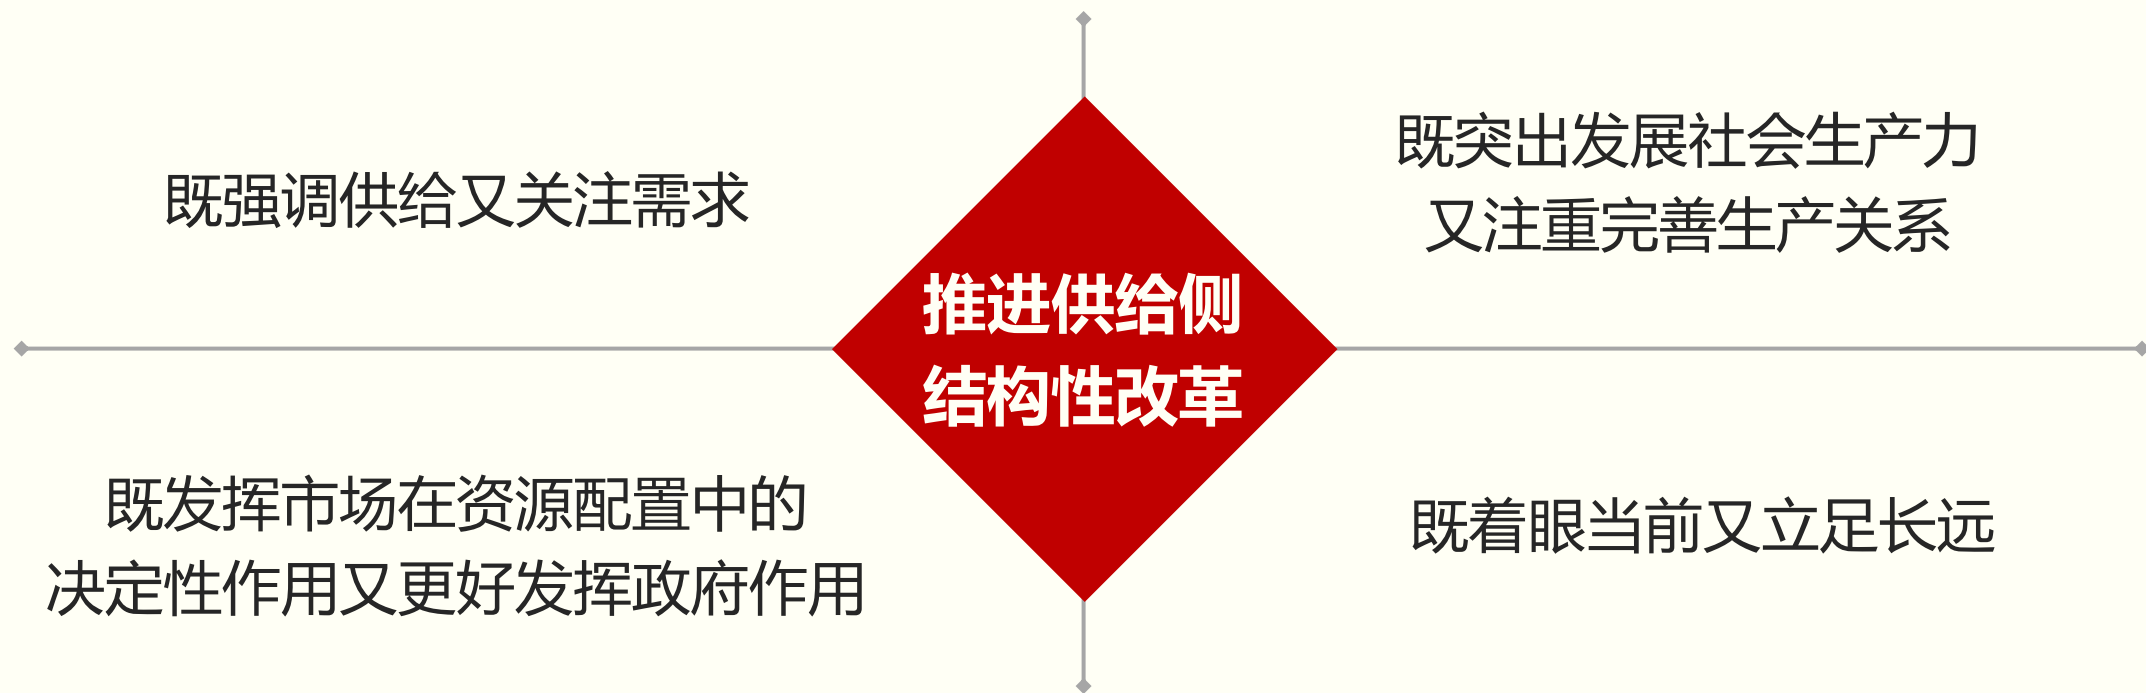 既强调供给又关注需求
既突出发展社会生产力
又注重完善生产关系
推进供给侧
结构性改革
既发挥市场在资源配置中的
决定性作用又更好发挥政府作用
既着眼当前又立足长远